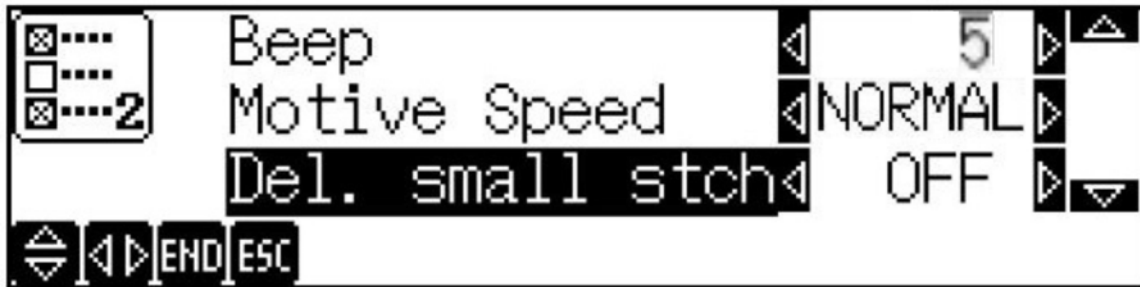 Beep 5
Motive Speed NORMAL
2
Del. small stch OFF
END ESC